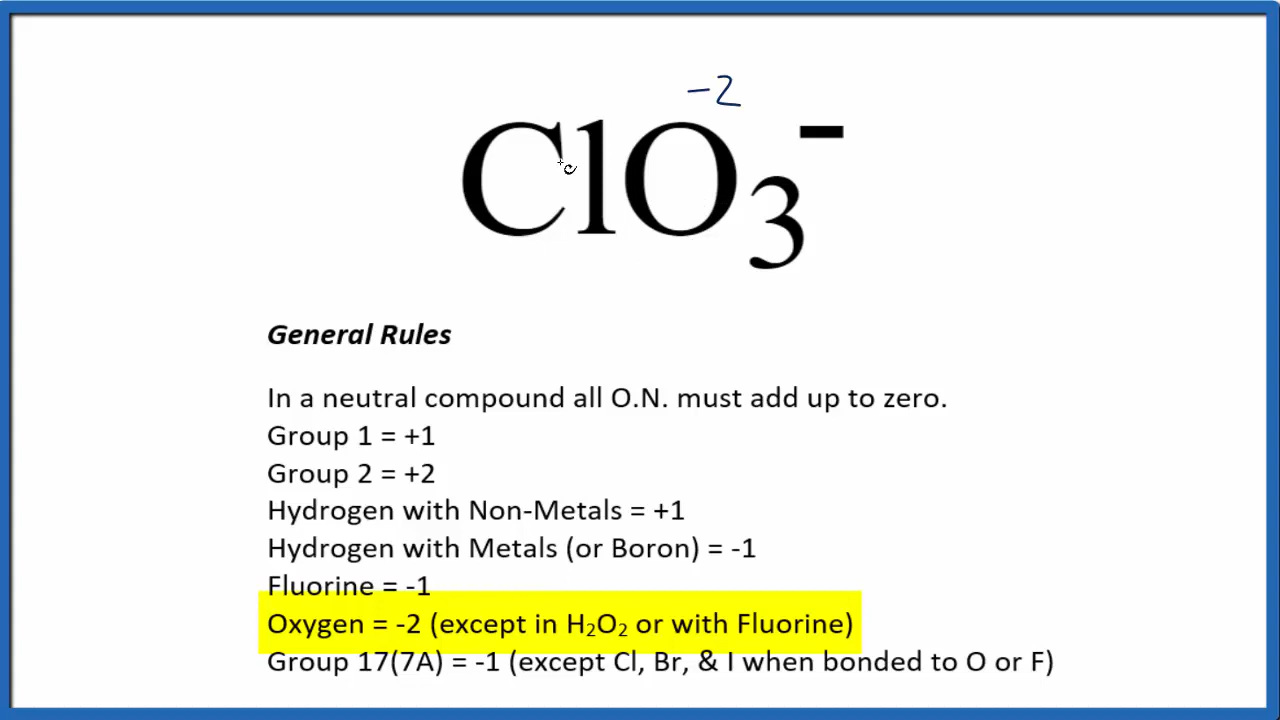 -2
ClO₃⁻
General Rules
In a neutral compound all O.N. must add up to zero.
Group 1 = +1
Group 2 = +2
Hydrogen with Non-Metals = +1
Hydrogen with Metals (or Boron) = -1
Fluorine = -1
Oxygen = -2 (except in H₂O₂ or with Fluorine)
Group 17(7A) = -1 (except Cl, Br, & I when bonded to O or F)